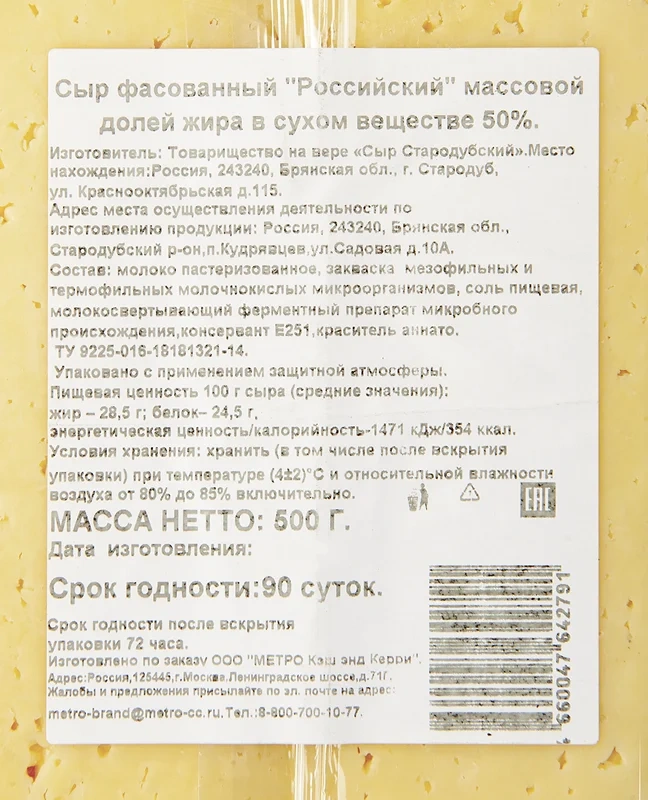 Сыр фасованный "Российский" массовой
долей жира в сухом веществе 50%.
Изготовитель: Товарищество на вере «Сыр Стародубский».Место
нахождения:Россия, 243240, Брянская обл., г. Стародуб,
ул. Краснооктябрьская д.115.
Адрес места осуществления деятельности по
изготовлению продукции: Россия, 243240, Брянская обл.,
Стародубский р-он,п.Кудрявцев,ул.Садовая д.10А.
Состав: молоко пастеризованное, закваска мезофильных и
термофильных молочнокислых микроорганизмов, соль пищевая,
молокосвертывающий ферментный препарат микробного
происхождения,консервант Е251,краситель аннато.
ТУ 9225-016-18181321-14.
Упаковано с применением защитной атмосферы.
Пищевая ценность 100 г сыра (средние значения):
жир – 28,5 г; белок– 24,5 г,
энергетическая ценность/калорийность-1471 кДж/354 ккал.
Условия хранения: хранить (в том числе после вскрытия
упаковки) при температуре (4±2)°С и относительной влажности
воздуха от 80% до 85% включительно.
EAC
МАССА НЕТТО: 500 Г.
Дата изготовления:
Срок годности:90 суток.
Срок годности после вскрытия
упаковки 72 часа.
Изготовлено по заказу ООО "МЕТРО Кэш энд Керри".
Адрес:Россия,125445,г.Москва.Ленинградское шоссе,д.71Г.
Жалобы и предложения присылайте по эл. почте на адрес:
metro-brand@metro-cc.ru.Тел.:8-800-700-10-77.
4 660047 642791